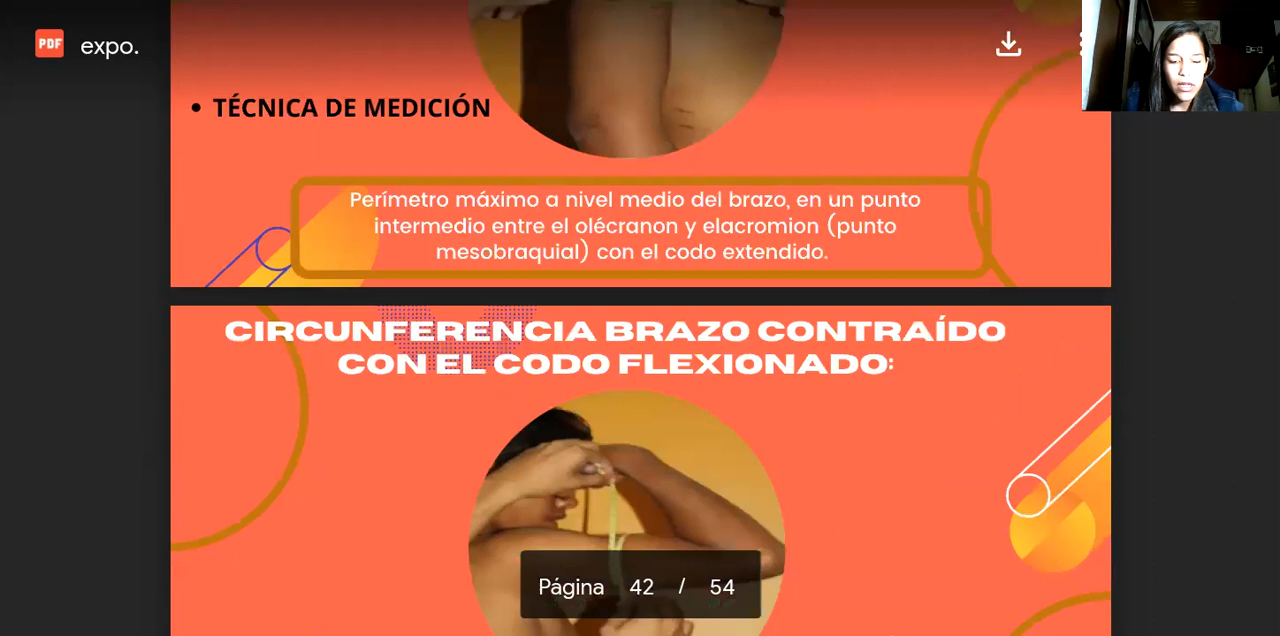 PDF expo.
• TÉCNICA DE MEDICIÓN
Perímetro máximo a nivel medio del brazo, en un punto
intermedio entre el olécranon y elacromion (punto
mesobraquial) con el codo extendido.
CIRCUNFERENCIA BRAZO CONTRAÍDO
CON EL CODO FLEXIONADO:
Página 42 / 54